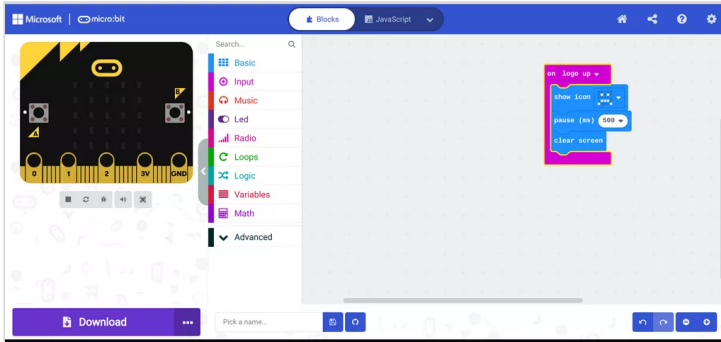 Microsoft micro:bit
Blocks
JavaScript
Search...
Basic
Input
Music
Led
Radio
Loops
Logic
Variables
Math
Advanced
A
B
0 1 2 3V GND
on logo up
show icon
pause (ms) 500
clear screen
Download
Pick a name...